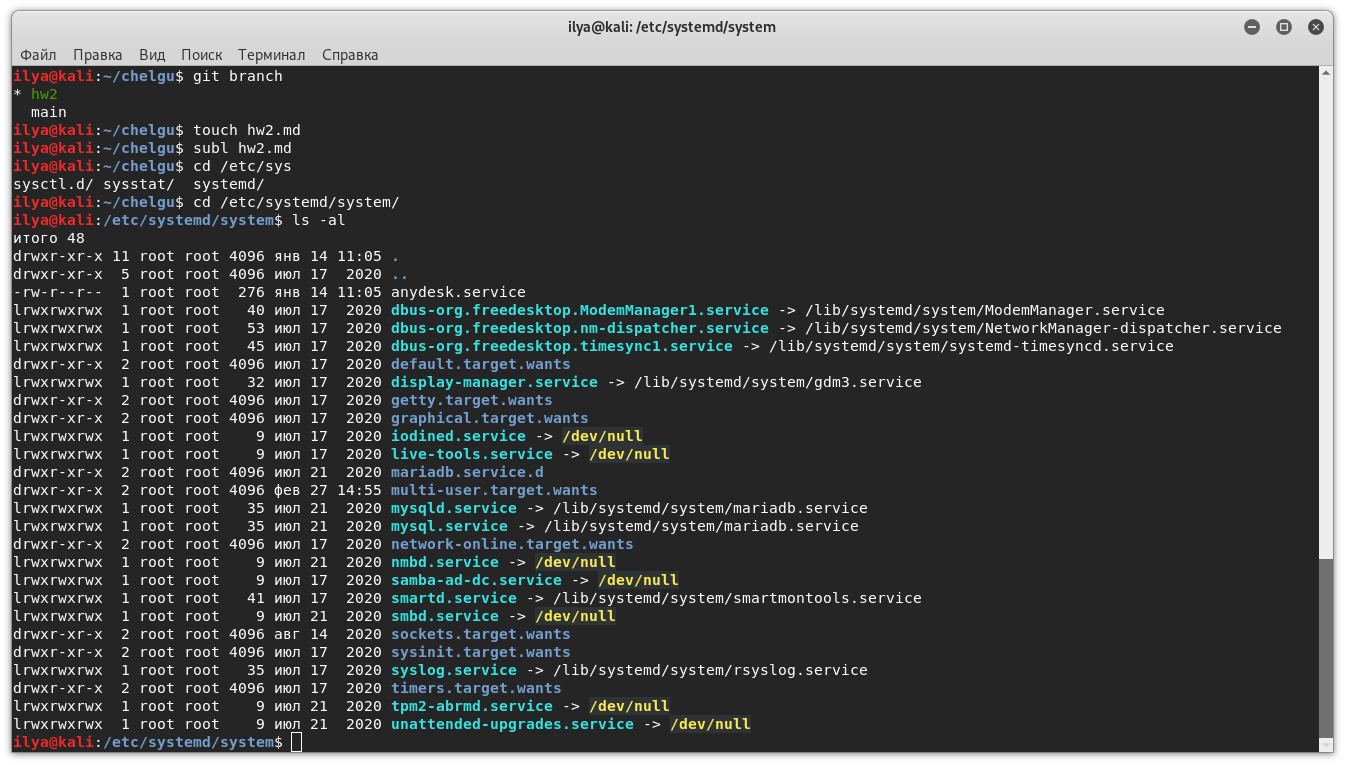 ilya@kali: /etc/systemd/system
Файл Правка Вид Поиск Терминал Справка
ilya@kali:~/chelgu$ git branch
* hw2
  main
ilya@kali:~/chelgu$ touch hw2.md
ilya@kali:~/chelgu$ subl hw2.md
ilya@kali:~/chelgu$ cd /etc/sys
sysctl.d/ sysstat/  systemd/
ilya@kali:~/chelgu$ cd /etc/systemd/system/
ilya@kali:/etc/systemd/system$ ls -al
итого 48
drwxr-xr-x 11 root root 4096 янв 14 11:05 .
drwxr-xr-x  5 root root 4096 июл 17  2020 ..
-rw-r--r--  1 root root  276 янв 14 11:05 anydesk.service
lrwxrwxrwx  1 root root   40 июл 17  2020 dbus-org.freedesktop.ModemManager1.service -> /lib/systemd/system/ModemManager.service
lrwxrwxrwx  1 root root   53 июл 17  2020 dbus-org.freedesktop.nm-dispatcher.service -> /lib/systemd/system/NetworkManager-dispatcher.service
lrwxrwxrwx  1 root root   45 июл 17  2020 dbus-org.freedesktop.timesync1.service -> /lib/systemd/system/systemd-timesyncd.service
drwxr-xr-x  2 root root 4096 июл 17  2020 default.target.wants
lrwxrwxrwx  1 root root   32 июл 17  2020 display-manager.service -> /lib/systemd/system/gdm3.service
drwxr-xr-x  2 root root 4096 июл 17  2020 getty.target.wants
drwxr-xr-x  2 root root 4096 июл 17  2020 graphical.target.wants
lrwxrwxrwx  1 root root    9 июл 17  2020 iodined.service -> /dev/null
lrwxrwxrwx  1 root root    9 июл 17  2020 live-tools.service -> /dev/null
drwxr-xr-x  2 root root 4096 июл 21  2020 mariadb.service.d
drwxr-xr-x  2 root root 4096 фев 27 14:55 multi-user.target.wants
lrwxrwxrwx  1 root root   35 июл 21  2020 mysqld.service -> /lib/systemd/system/mariadb.service
lrwxrwxrwx  1 root root   35 июл 21  2020 mysql.service -> /lib/systemd/system/mariadb.service
drwxr-xr-x  2 root root 4096 июл 17  2020 network-online.target.wants
lrwxrwxrwx  1 root root    9 июл 21  2020 nmbd.service -> /dev/null
lrwxrwxrwx  1 root root    9 июл 17  2020 samba-ad-dc.service -> /dev/null
lrwxrwxrwx  1 root root   41 июл 17  2020 smartd.service -> /lib/systemd/system/smartmontools.service
lrwxrwxrwx  1 root root    9 июл 21  2020 smbd.service -> /dev/null
drwxr-xr-x  2 root root 4096 авг 14  2020 sockets.target.wants
drwxr-xr-x  2 root root 4096 июл 17  2020 sysinit.target.wants
lrwxrwxrwx  1 root root   35 июл 17  2020 syslog.service -> /lib/systemd/system/rsyslog.service
drwxr-xr-x  2 root root 4096 июл 17  2020 timers.target.wants
lrwxrwxrwx  1 root root    9 июл 21  2020 tpm2-abrmd.service -> /dev/null
lrwxrwxrwx  1 root root    9 июл 21  2020 unattended-upgrades.service -> /dev/null
ilya@kali:/etc/systemd/system$